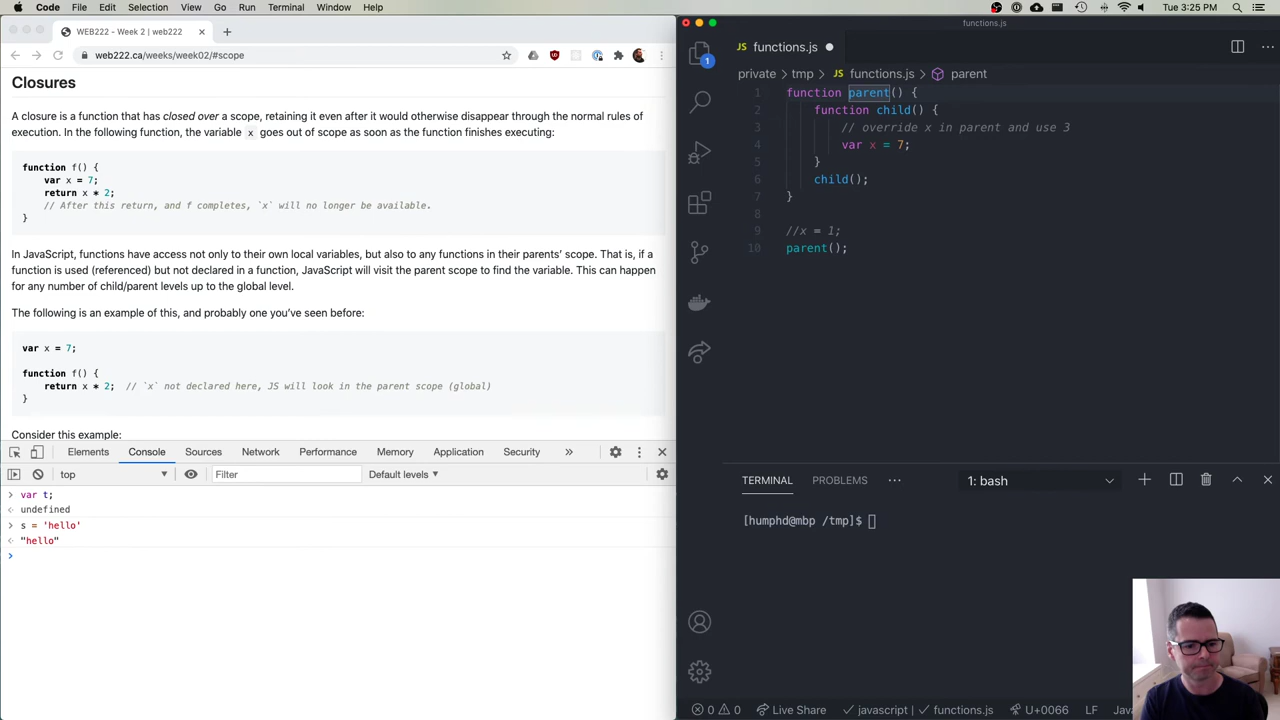 Code File Edit Selection View Go Run Terminal Window Help
Tue 3:25 PM
WEB222 - Week 2 | web222
web222.ca/weeks/week02/#scope
Closures
A closure is a function that has closed over a scope, retaining it even after it would otherwise disappear through the normal rules of
execution. In the following function, the variable x goes out of scope as soon as the function finishes executing:
function f() {
var x = 7;
return x * 2;
// After this return, and f completes, `x` will no longer be available.
}
In JavaScript, functions have access not only to their own local variables, but also to any functions in their parents' scope. That is, if a
function is used (referenced) but not declared in a function, JavaScript will visit the parent scope to find the variable. This can happen
for any number of child/parent levels up to the global level.
The following is an example of this, and probably one you've seen before:
var x = 7;
function f() {
return x * 2; // `x` not declared here, JS will look in the parent scope (global)
}
Consider this example:
Elements Console Sources Network Performance Memory Application Security »
top Filter Default levels
> var t;
undefined
> s = 'hello'
"hello"
>
functions.js
JS functions.js
private > tmp > JS functions.js > parent
1
1 function parent() {
2 function child() {
3 // override x in parent and use 3
4 var x = 7;
5 }
6 child();
7 }
8
9 //x = 1;
10 parent();
TERMINAL PROBLEMS ... 1: bash
[humphd@mbp /tmp]$
0 0 Live Share javascript | functions.js U+0066 LF